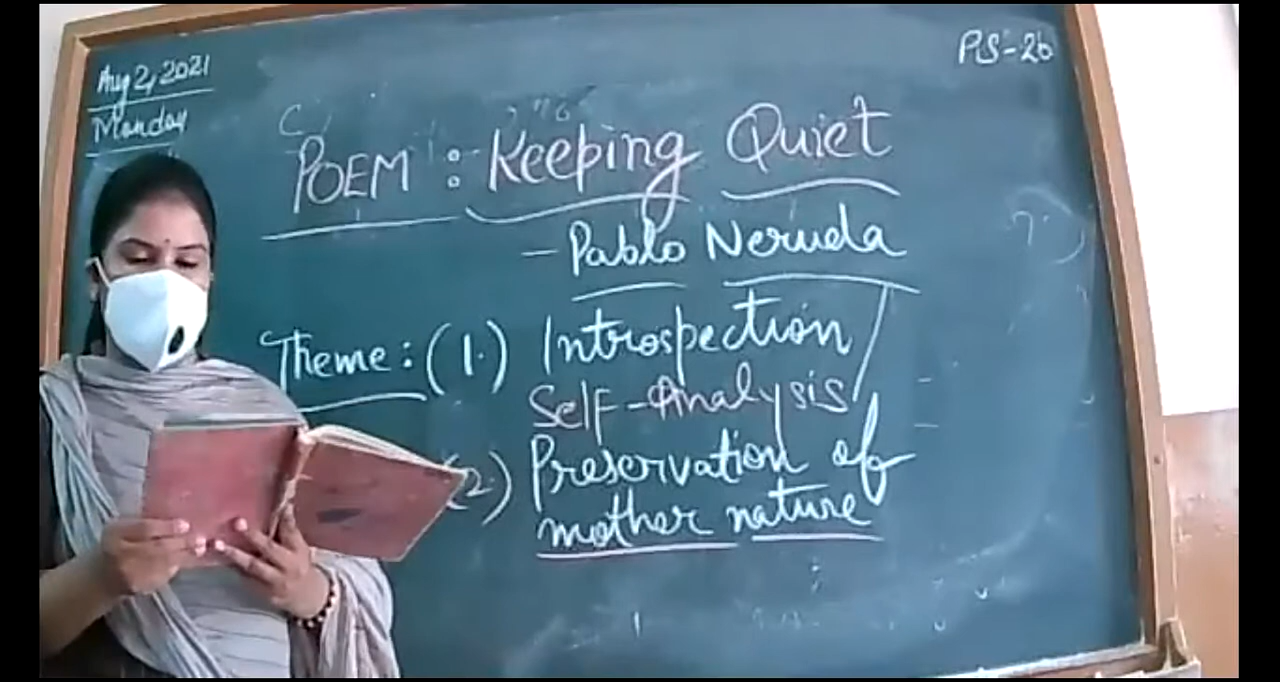 Aug 2, 2021
Monday
PS-26
POEM : Keeping Quiet
- Pablo Neruda
Theme : (1.) Introspection/
Self-Analysis/
(2.) Preservation of
mother nature